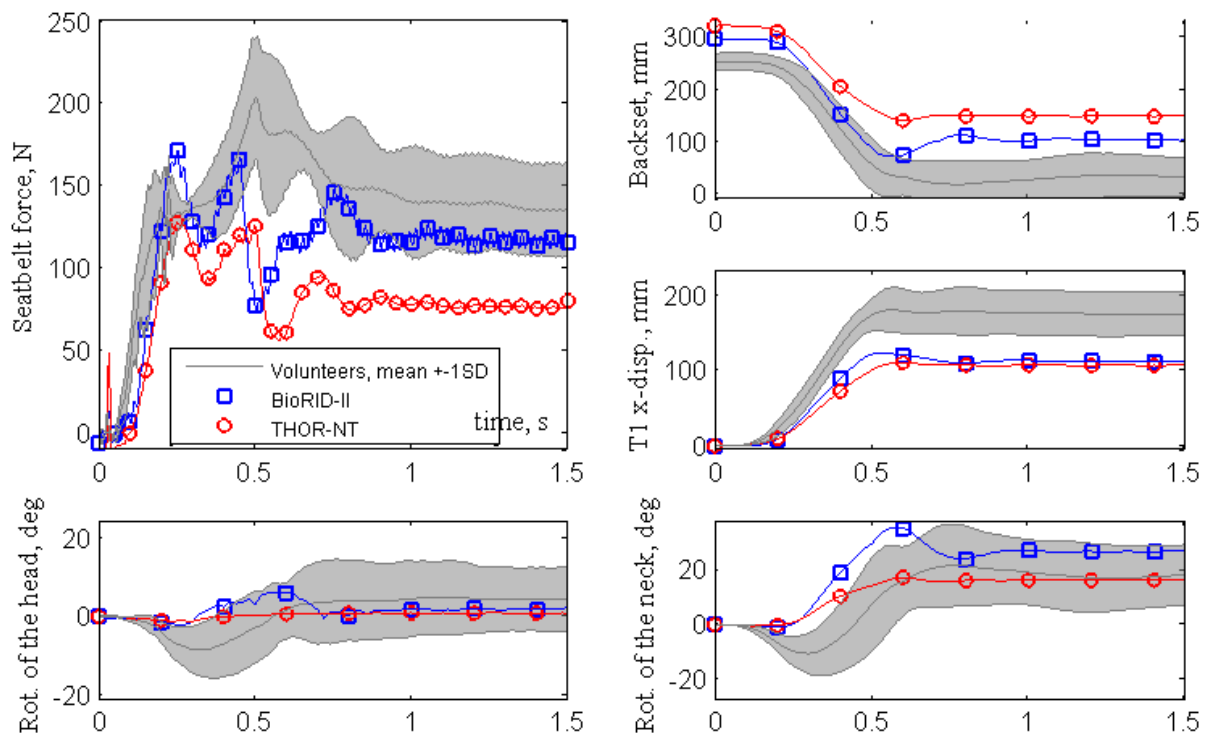 Seatbelt force, N
250
200
150
100
50
0
Volunteers, mean +-1SD
BioRID-II
THOR-NT
time, s
0 0.5 1 1.5
Backset, mm
300
200
100
0
0 0.5 1 1.5
T1 x-disp., mm
200
100
0
0 0.5 1 1.5
Rot. of the head, deg
20
0
-20
0 0.5 1 1.5
Rot. of the neck, deg
20
0
-20
0 0.5 1 1.5